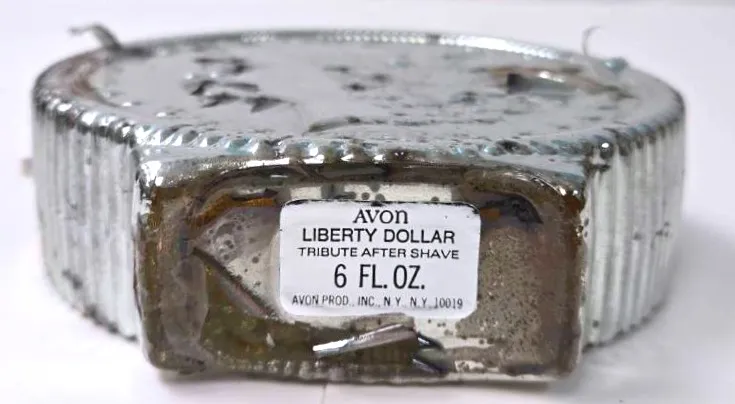 AVON
LIBERTY DOLLAR
TRIBUTE AFTER SHAVE
6 FL. OZ.
AVON PROD., INC., N.Y., N.Y. 10019